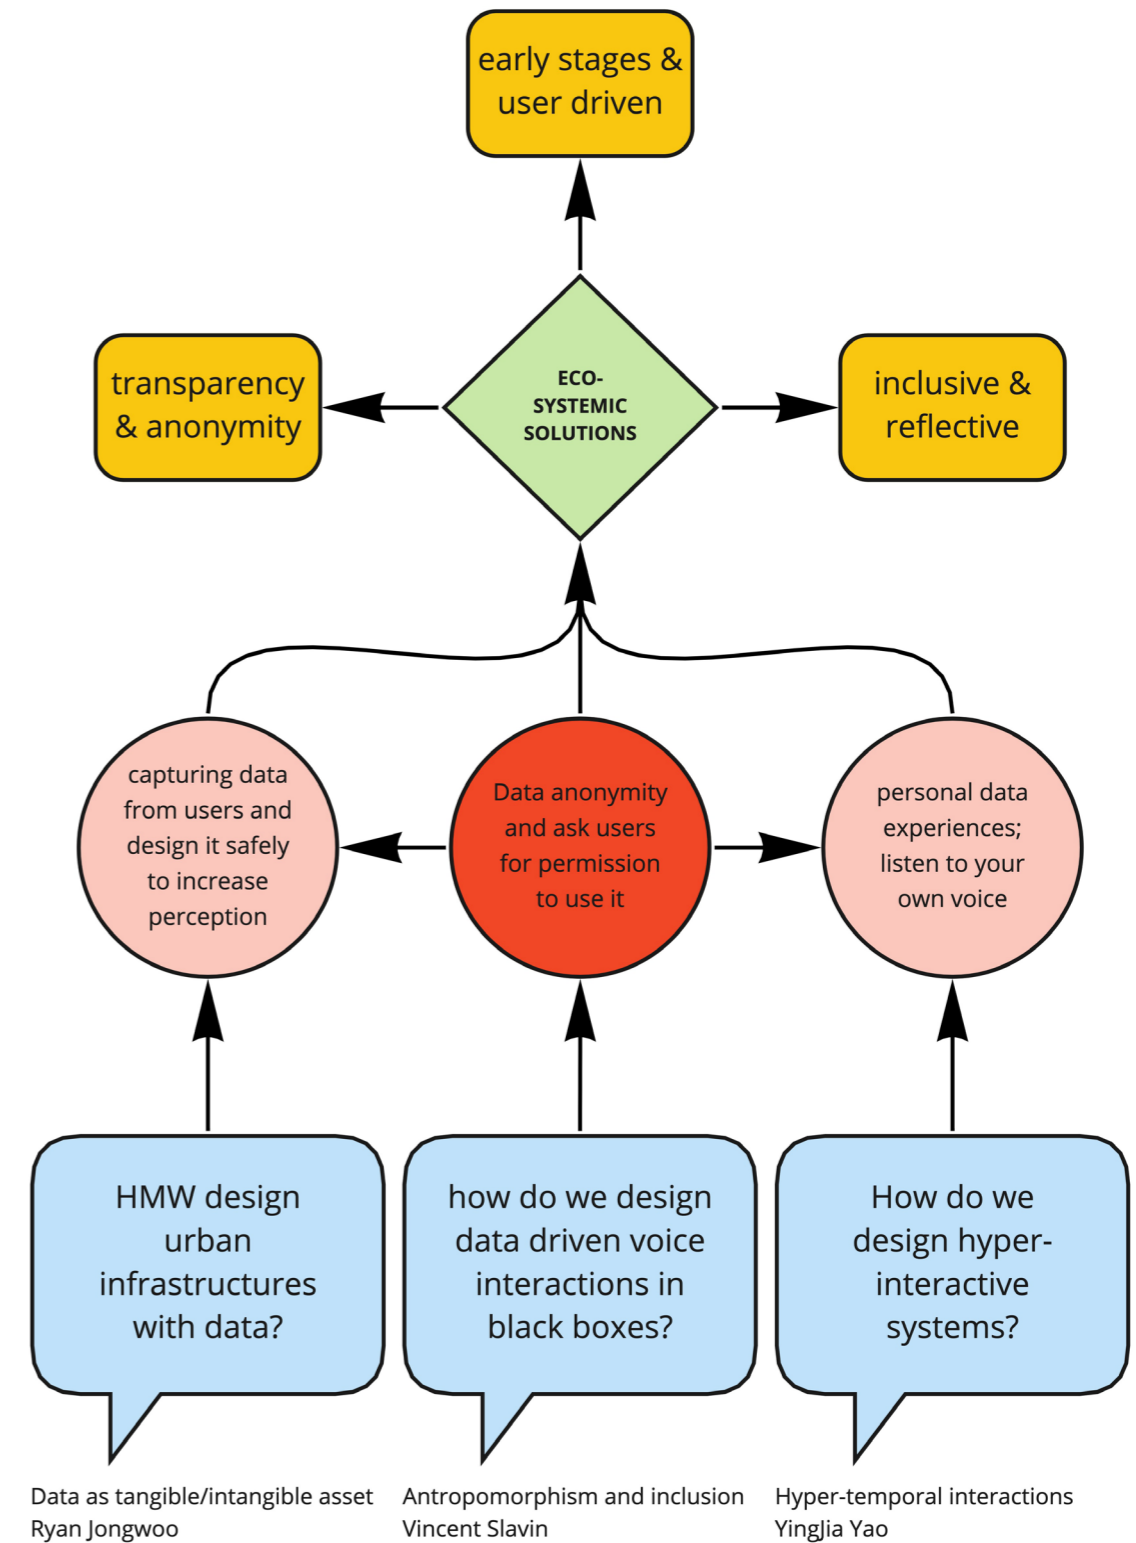 early stages &
user driven
transparency
& anonymity
ECO-
SYSTEMIC
SOLUTIONS
inclusive &
reflective
capturing data
from users and
design it safely
to increase
perception
Data anonymity
and ask users
for permission
to use it
personal data
experiences;
listen to your
own voice
HMW design
urban
infrastructures
with data?
how do we design
data driven voice
interactions in
black boxes?
How do we
design hyper-
interactive
systems?
Data as tangible/intangible asset
Ryan Jongwoo
Antropomorphism and inclusion
Vincent Slavin
Hyper-temporal interactions
YingJia Yao